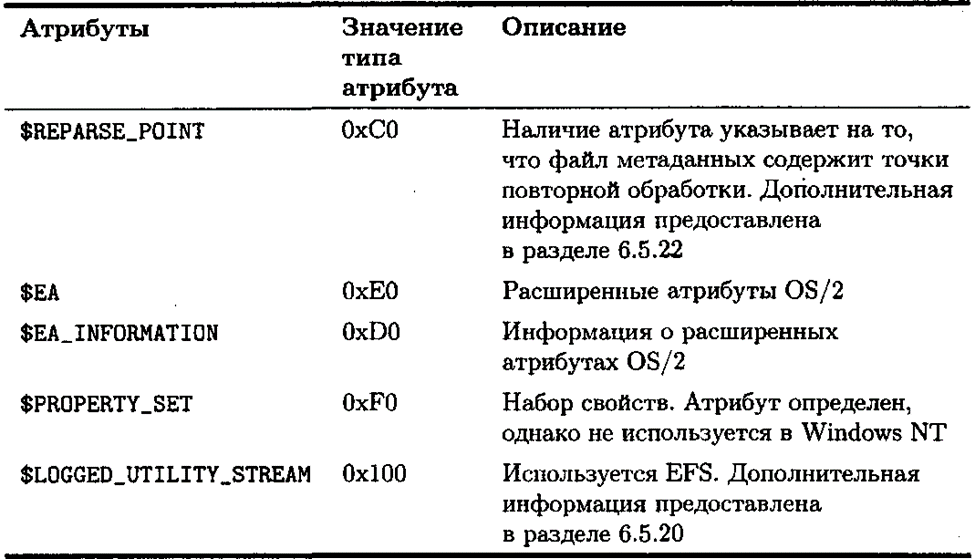 Атрибуты Значение Описание
типа
атрибута
$REPARSE_POINT 0xC0 Наличие атрибута указывает на то,
что файл метаданных содержит точки
повторной обработки. Дополнительная
информация предоставлена
в разделе 6.5.22
$EA 0xE0 Расширенные атрибуты OS/2
$EA_INFORMATION 0xD0 Информация о расширенных
атрибутах OS/2
$PROPERTY_SET 0xF0 Набор свойств. Атрибут определен,
однако не используется в Windows NT
$LOGGED_UTILITY_STREAM 0x100 Используется EFS. Дополнительная
информация предоставлена
в разделе 6.5.20